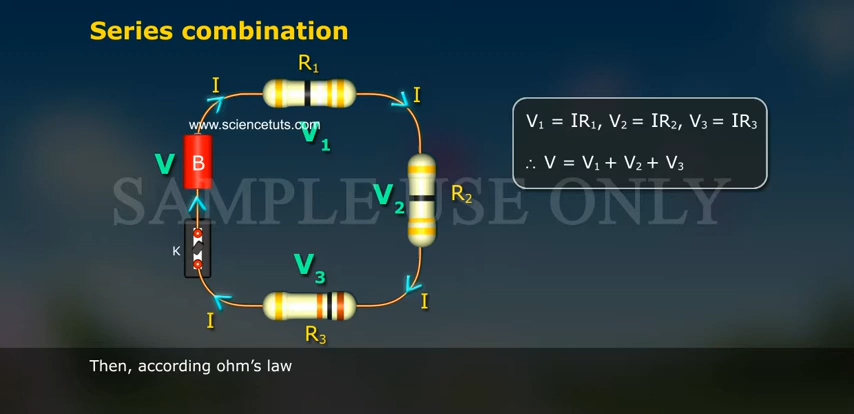 Series combination
R₁
I
I
www.sciencetuts.com
V₁
V₁ = IR₁, V₂ = IR₂, V₃ = IR₃
∴ V = V₁ + V₂ + V₃
V
B
V₂
R₂
SAMPLE USE ONLY
K
V₃
I
I
R₃
Then, according ohm's law